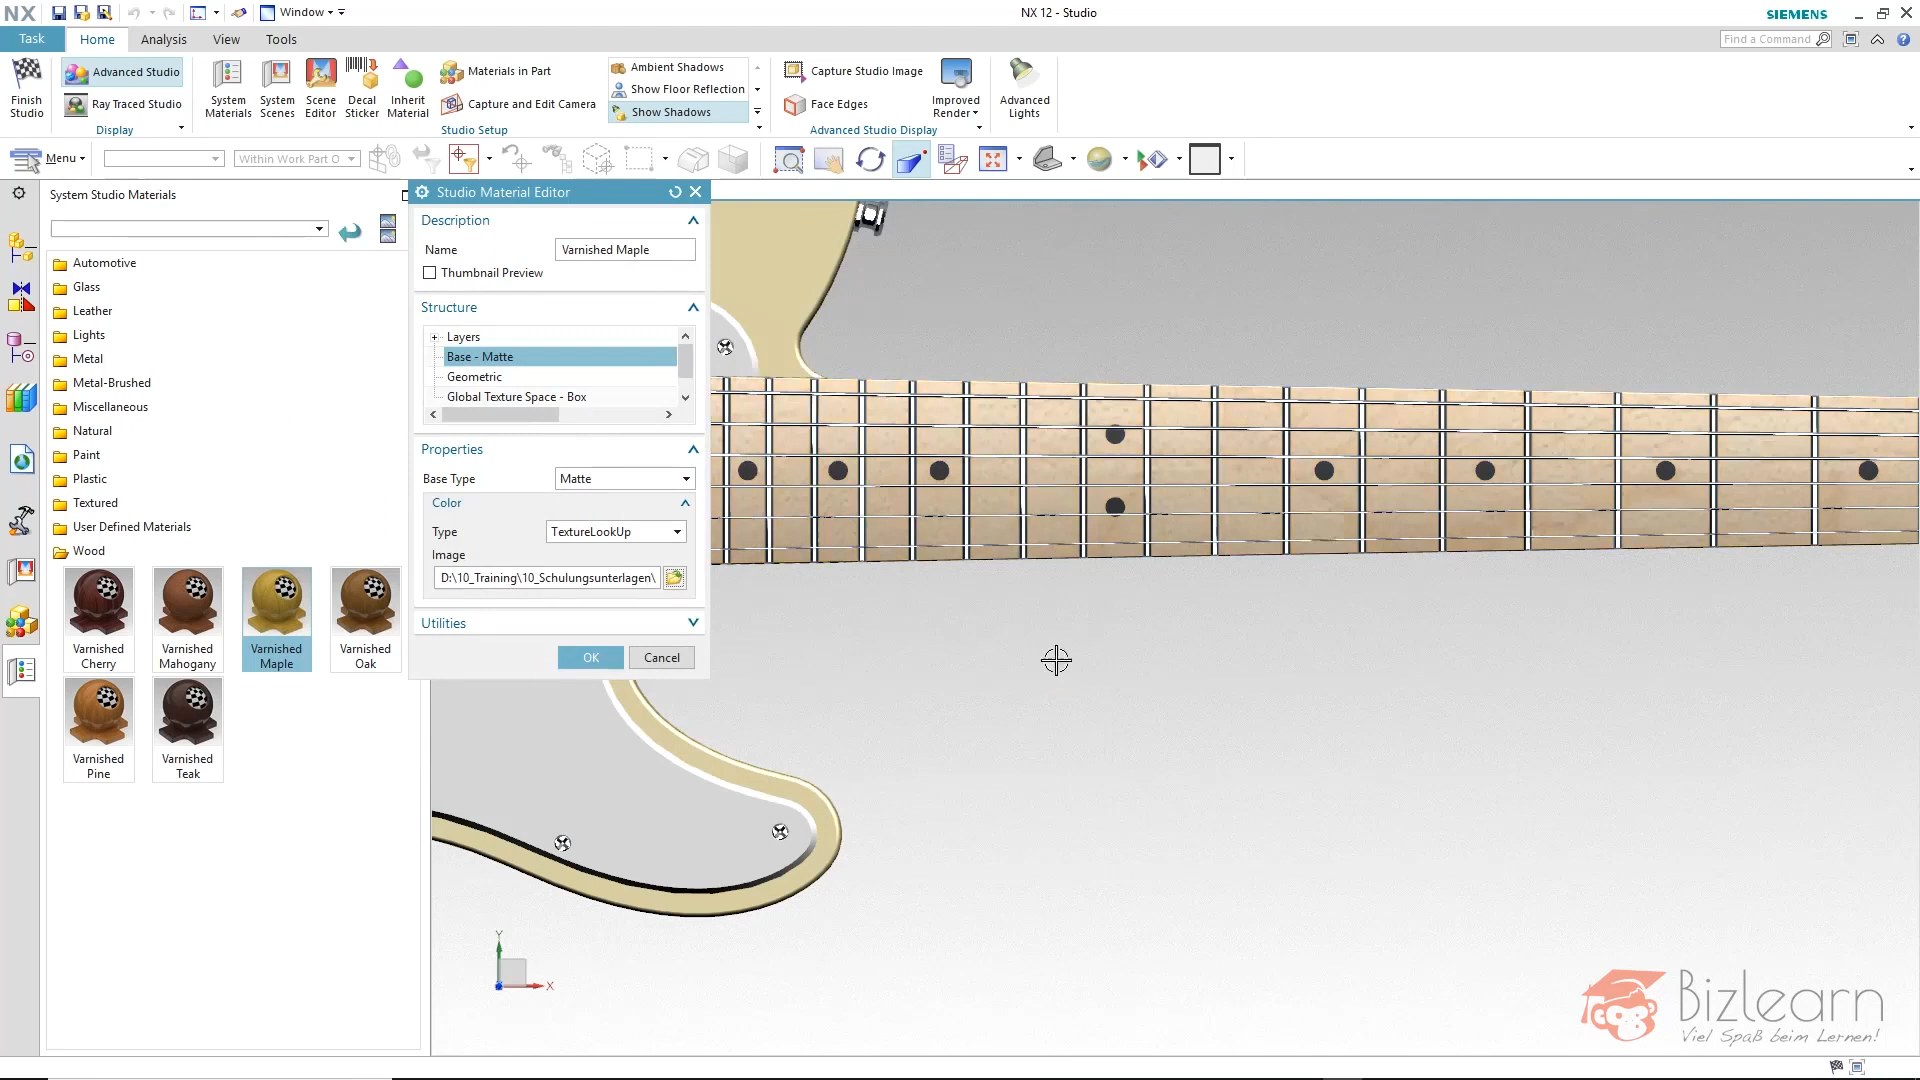 NX
Window
NX 12 - Studio
SIEMENS
Task
Home
Analysis
View
Tools
Find a Command
Finish
Studio
Advanced Studio
Ray Traced Studio
Display
System
Materials
System
Scenes
Scene
Editor
Decal
Sticker
Inherit
Material
Materials in Part
Capture and Edit Camera
Studio Setup
Ambient Shadows
Show Floor Reflection
Show Shadows
Capture Studio Image
Face Edges
Improved
Render
Advanced Studio Display
Advanced
Lights
Menu
Within Work Part O
System Studio Materials
Automotive
Glass
Leather
Lights
Metal
Metal-Brushed
Miscellaneous
Natural
Paint
Plastic
Textured
User Defined Materials
Wood
Varnished
Cherry
Varnished
Mahogany
Varnished
Maple
Varnished
Oak
Varnished
Pine
Varnished
Teak
Studio Material Editor
Description
Name
Varnished Maple
Thumbnail Preview
Structure
Layers
Base - Matte
Geometric
Global Texture Space - Box
Properties
Base Type
Matte
Color
Type
TextureLookUp
Image
D:\10_Training\10_Schulungsunterlagen\
Utilities
OK
Cancel
Y
X
Bizlearn
Viel Spaß beim Lernen!